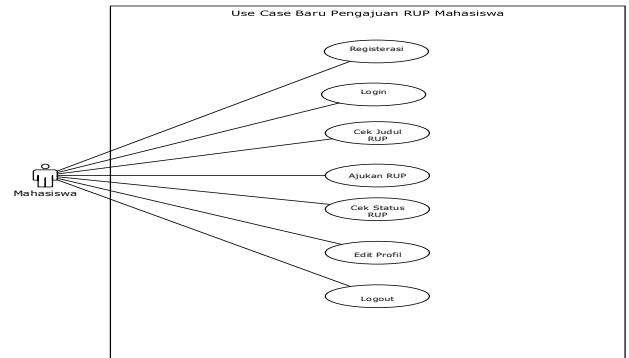 Use Case Baru Pengajuan RUP Mahasiswa
Registerasi
Login
Cek Judul
RUP
Ajukan RUP
Mahasiswa
Cek Status
RUP
Edit Profil
Logout